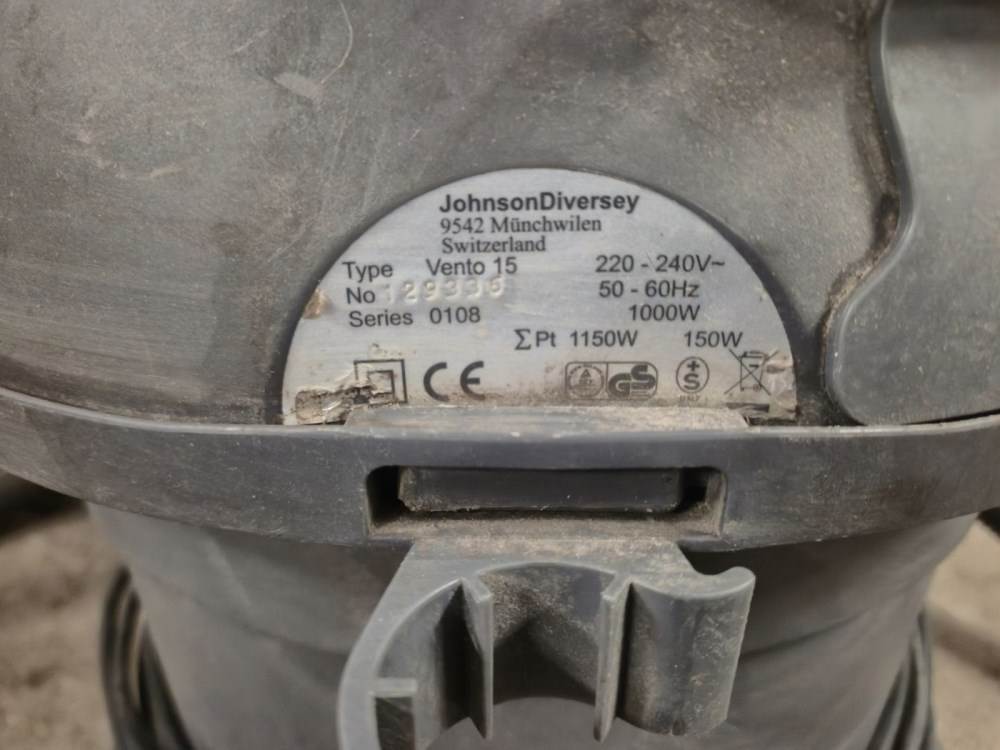 JohnsonDiversey
9542 Münchwilen
Switzerland
Type Vento 15 220 - 240V~
No 50 - 60Hz
Series 0108 1000W
ΣPt 1150W 150W
CE GS +S